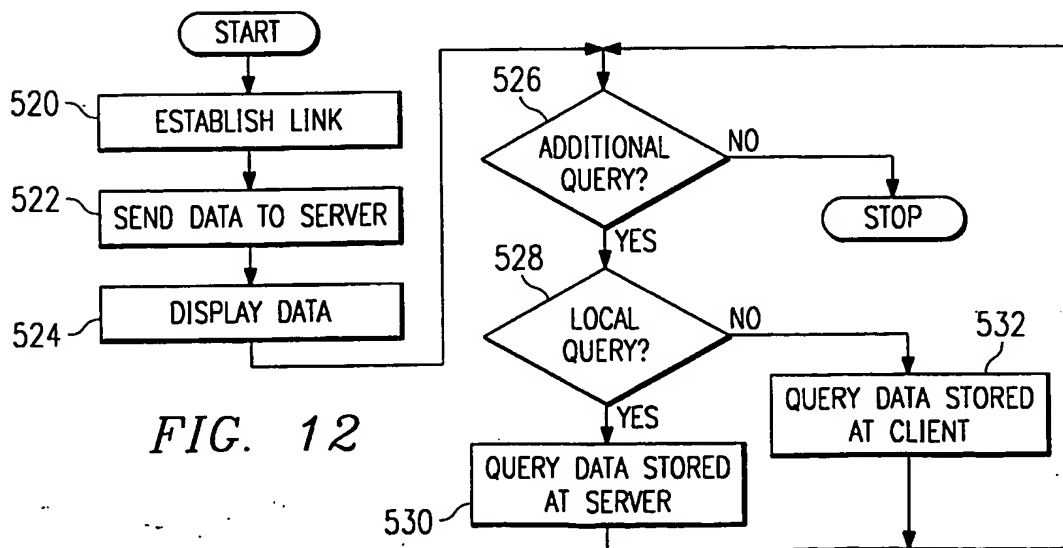 START
520
ESTABLISH LINK
522
SEND DATA TO SERVER
524
DISPLAY DATA
FIG. 12
526
ADDITIONAL
QUERY?
NO
STOP
YES
528
LOCAL
QUERY?
NO
532
QUERY DATA STORED
AT CLIENT
YES
QUERY DATA STORED
AT SERVER
530